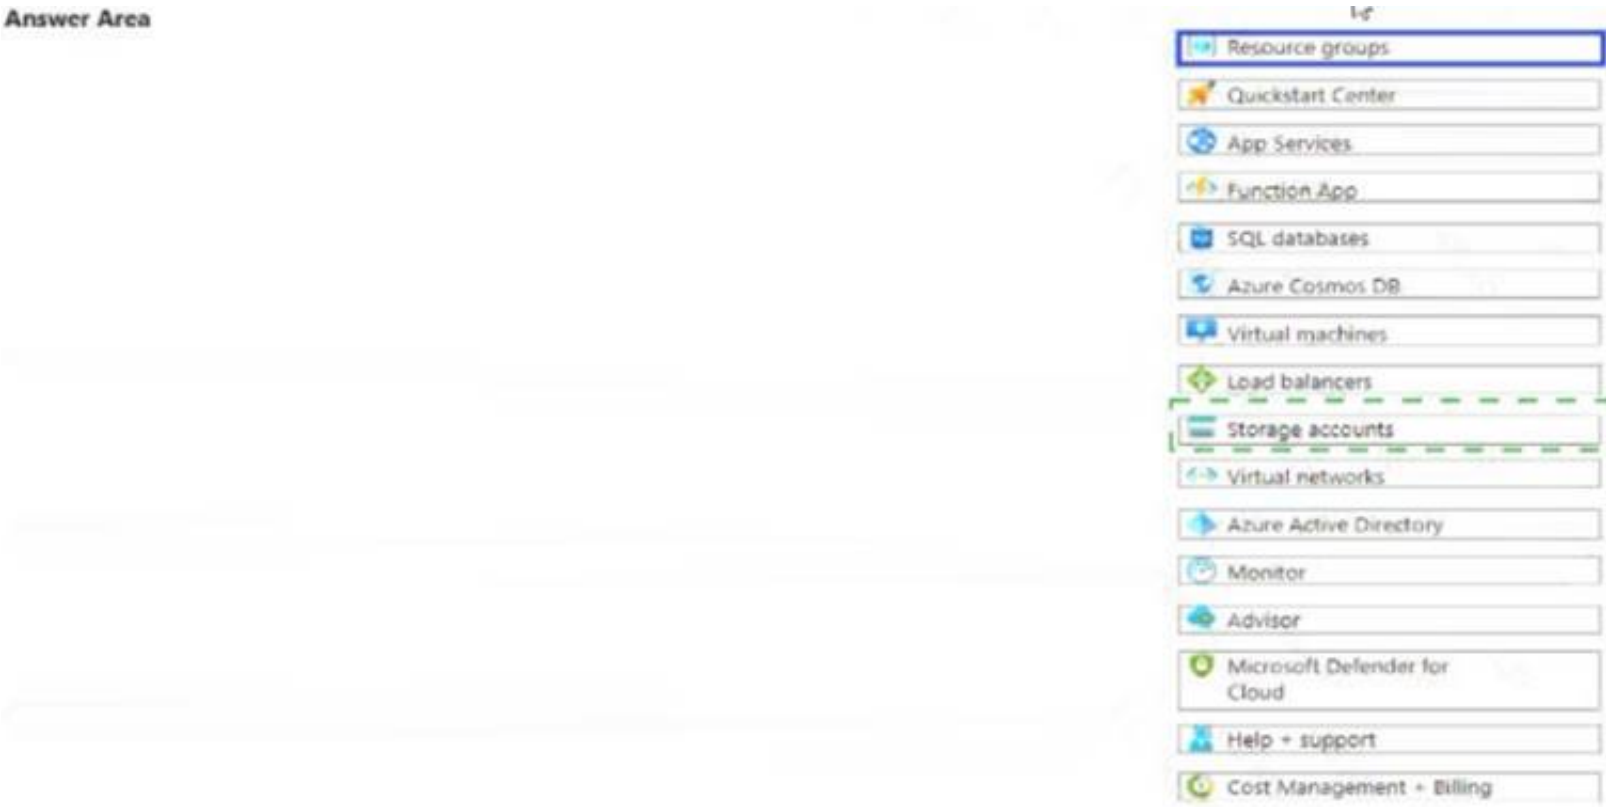 Answer Area
Resource groups
Quickstart Center
App Services
Function App
SQL databases
Azure Cosmos DB
Virtual machines
Load balancers
Storage accounts
Virtual networks
Azure Active Directory
Monitor
Advisor
Microsoft Defender for
Cloud
Help + support
Cost Management + Billing